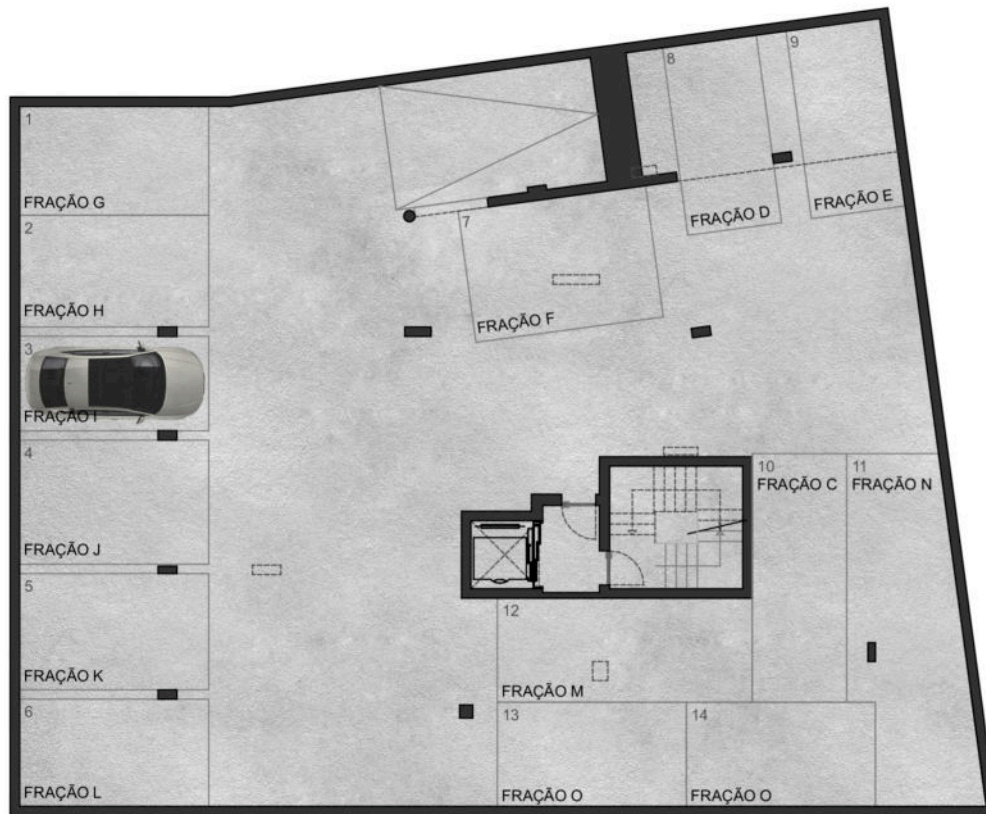 1
FRAÇÃO G
2
FRAÇÃO H
3
FRAÇÃO I
4
FRAÇÃO J
5
FRAÇÃO K
6
FRAÇÃO L
7
FRAÇÃO F
8
FRAÇÃO D
9
FRAÇÃO E
10
FRAÇÃO C
11
FRAÇÃO N
12
FRAÇÃO M
13
FRAÇÃO O
14
FRAÇÃO O